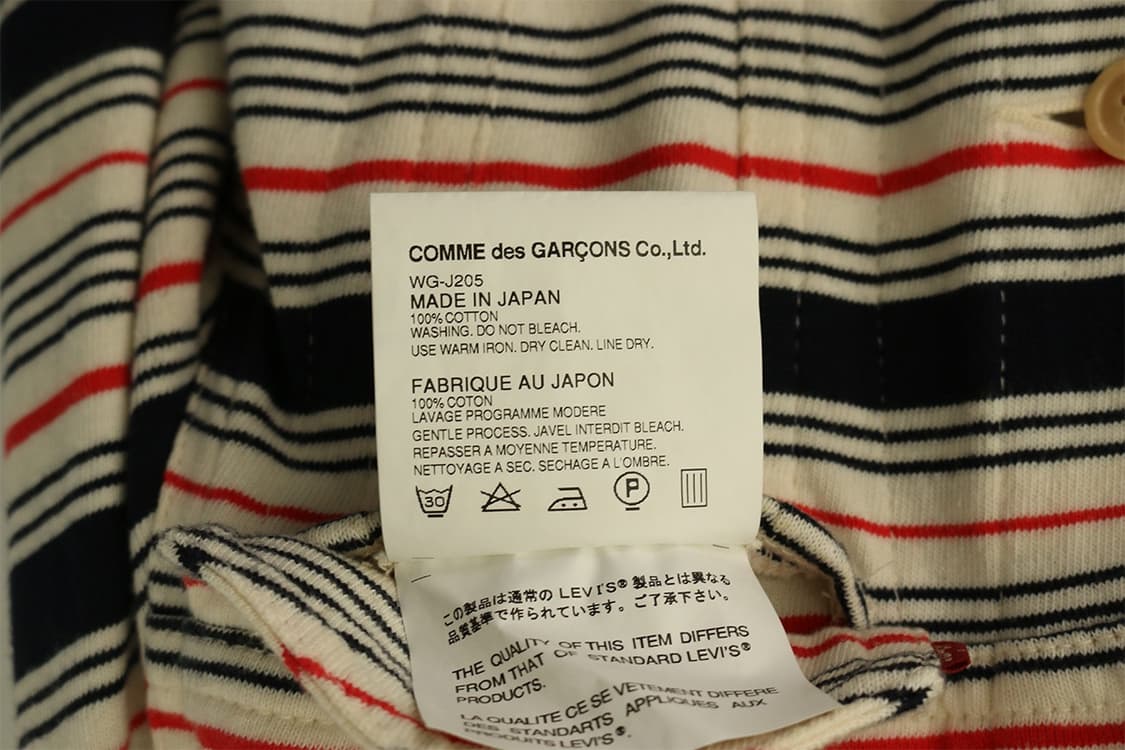 COMME des GARÇONS Co.,Ltd.
WG-J205
MADE IN JAPAN
100% COTTON
WASHING. DO NOT BLEACH.
USE WARM IRON. DRY CLEAN. LINE DRY.
FABRIQUE AU JAPON
100% COTON
LAVAGE PROGRAMME MODERE
GENTLE PROCESS. JAVEL INTERDIT BLEACH.
REPASSER A MOYENNE TEMPERATURE.
NETTOYAGE A SEC. SECHAGE A L'OMBRE.
30 P
この製品は通常の LEVI'S® 製品とは異なる
品質基準で作られています。ご了承下さい。
THE QUALITY OF THIS ITEM DIFFERS
FROM THAT OF STANDARD LEVI'S®
PRODUCTS.
LA QUALITE CE SE VETEMENT DIFFERE
DES STANDARTS APPLIQUES AUX
PRODUITS LEVI'S®.